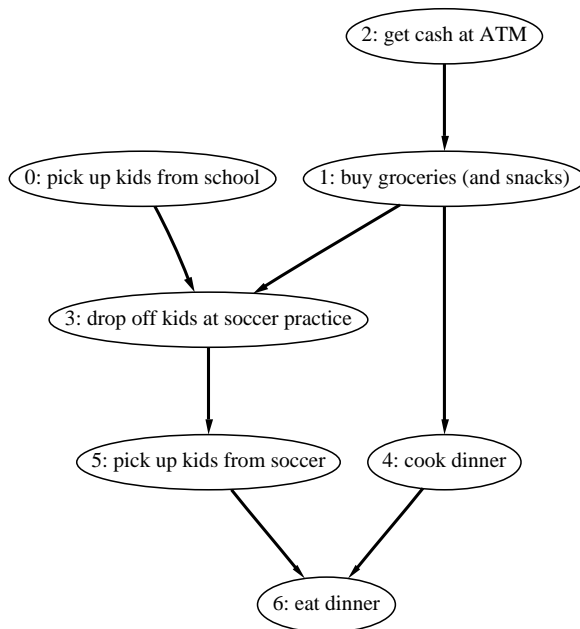 2: get cash at ATM
0: pick up kids from school
1: buy groceries (and snacks)
3: drop off kids at soccer practice
5: pick up kids from soccer
4: cook dinner
6: eat dinner